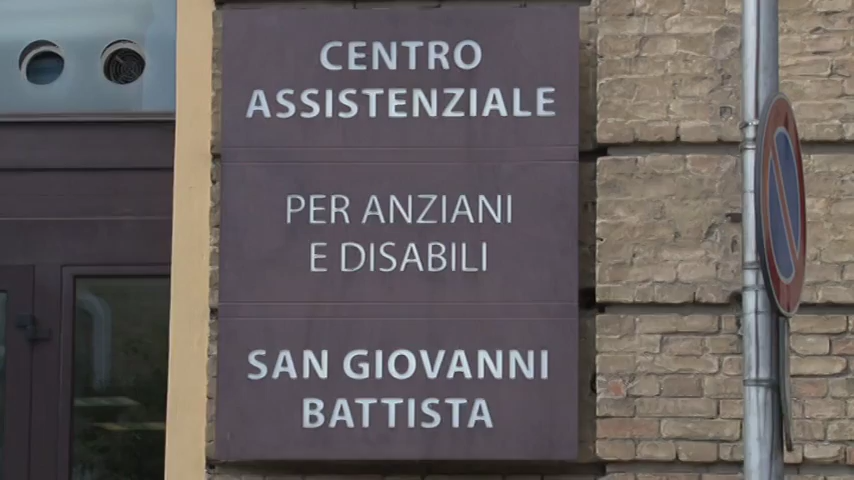 CENTRO
ASSISTENZIALE
PER ANZIANI
E DISABILI
SAN GIOVANNI
BATTISTA